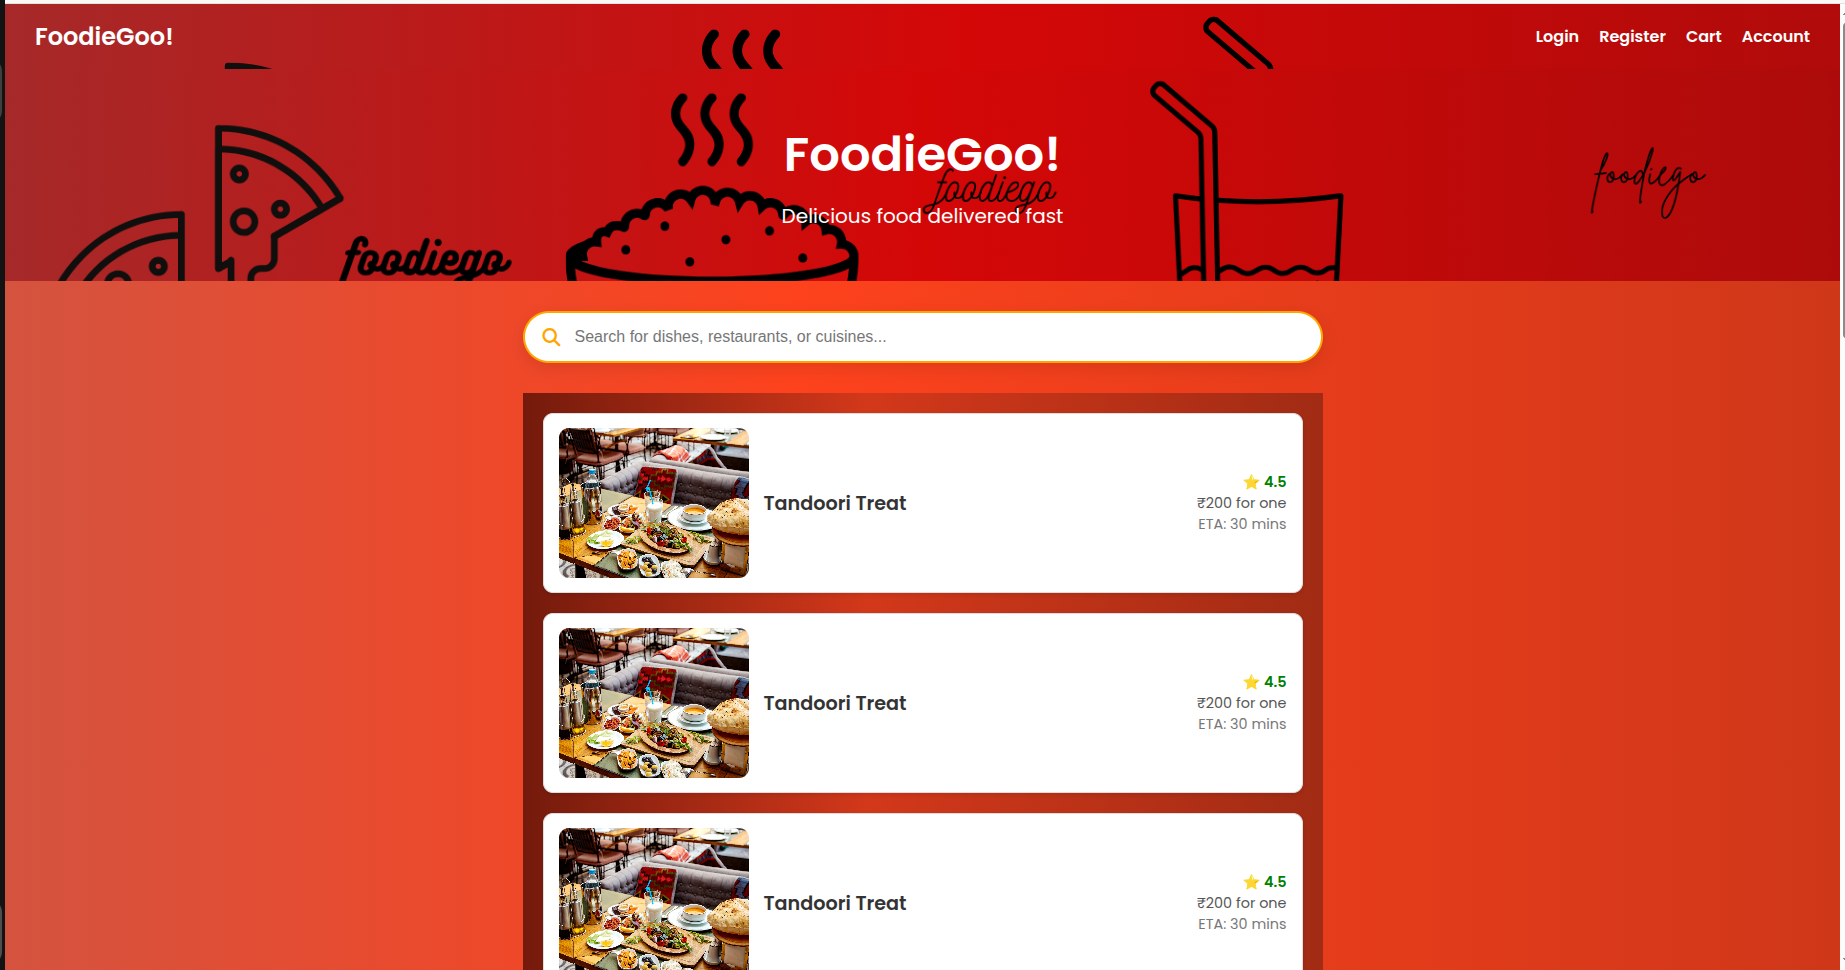 FoodieGoo!
Login Register Cart Account
FoodieGoo!
foodiego
foodiego
Delicious food delivered fast
foodiego
Search for dishes, restaurants, or cuisines...
Tandoori Treat
⭐ 4.5
₹200 for one
ETA: 30 mins
Tandoori Treat
⭐ 4.5
₹200 for one
ETA: 30 mins
Tandoori Treat
⭐ 4.5
₹200 for one
ETA: 30 mins